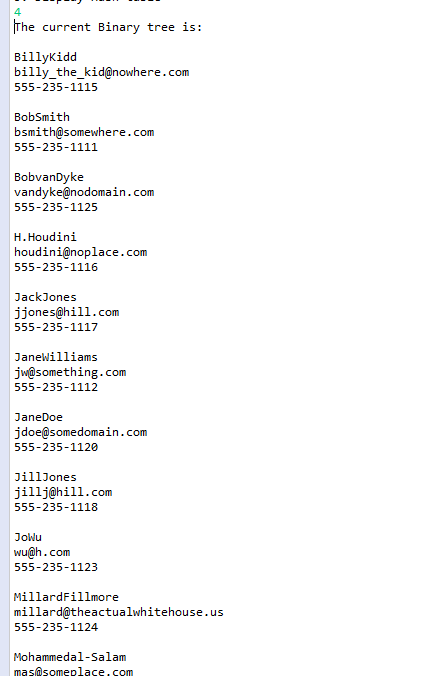 4
The current Binary tree is:
BillyKidd
billy_the_kid@nowhere.com
555-235-1115
BobSmith
bsmith@somewhere.com
555-235-1111
BobvanDyke
vandyke@nodomain.com
555-235-1125
H.Houdini
houdini@noplace.com
555-235-1116
JackJones
jjones@hill.com
555-235-1117
JaneWilliams
jw@something.com
555-235-1112
JaneDoe
jdoe@somedomain.com
555-235-1120
JillJones
jillj@hill.com
555-235-1118
JoWu
wu@h.com
555-235-1123
MillardFillmore
millard@theactualwhitehouse.us
555-235-1124
Mohammedal-Salam
mas@someplace.com